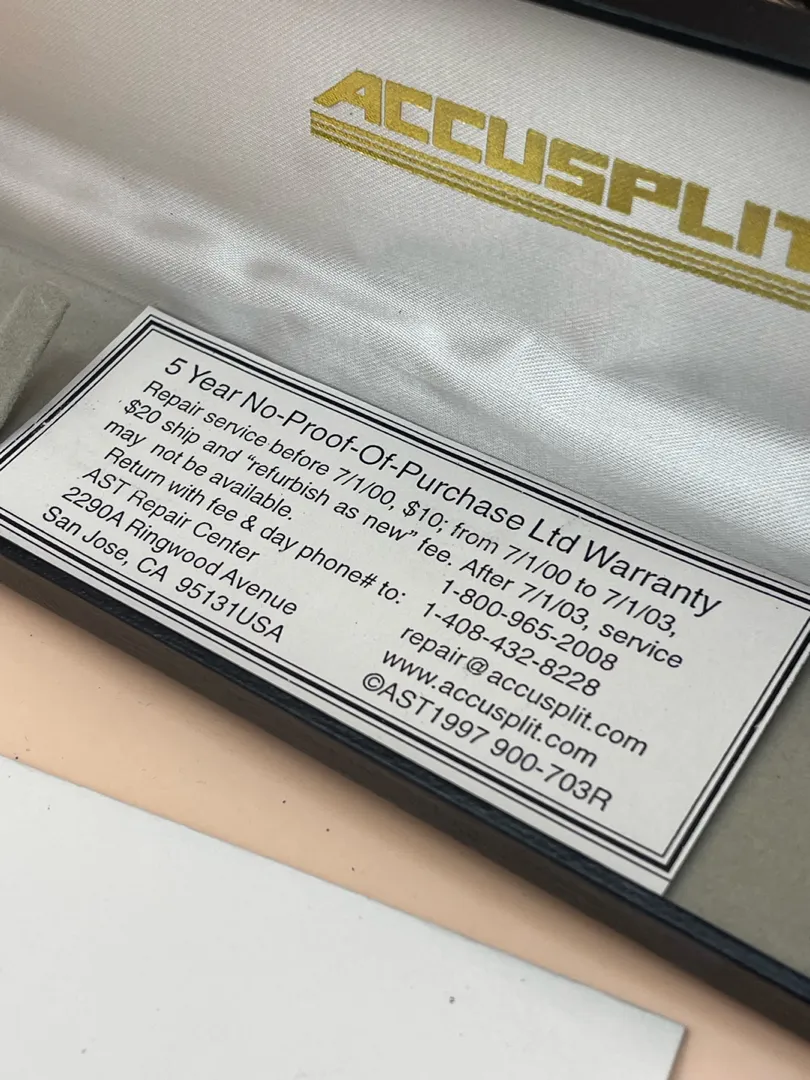 ACCUSPLIT
5 Year No-Proof-Of-Purchase Ltd Warranty
Repair service before 7/1/00, $10; from 7/1/00 to 7/1/03,
$20 ship and "refurbish as new" fee. After 7/1/03, service
may not be available.
Return with fee & day phone# to:
AST Repair Center
2290A Ringwood Avenue
San Jose, CA 95131USA
1-800-965-2008
1-408-432-8228
repair@accusplit.com
www.accusplit.com
©AST1997 900-703R